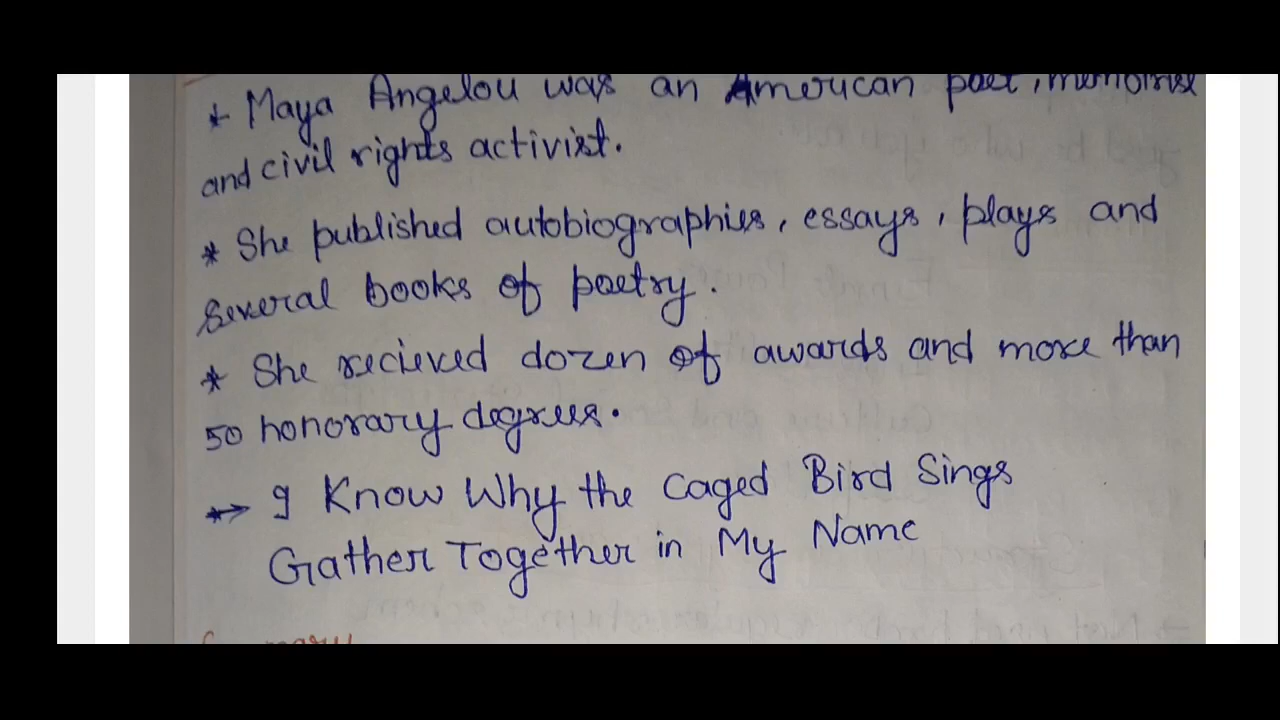 * Maya Angelou was an American poet, memoirist
and civil rights activist.
* She published autobiographies, essays, plays and
several books of poetry.
* She recieved dozen of awards and more than
50 honorary degrees.
*→ I Know Why the Caged Bird Sings
Gather Together in My Name
Summary